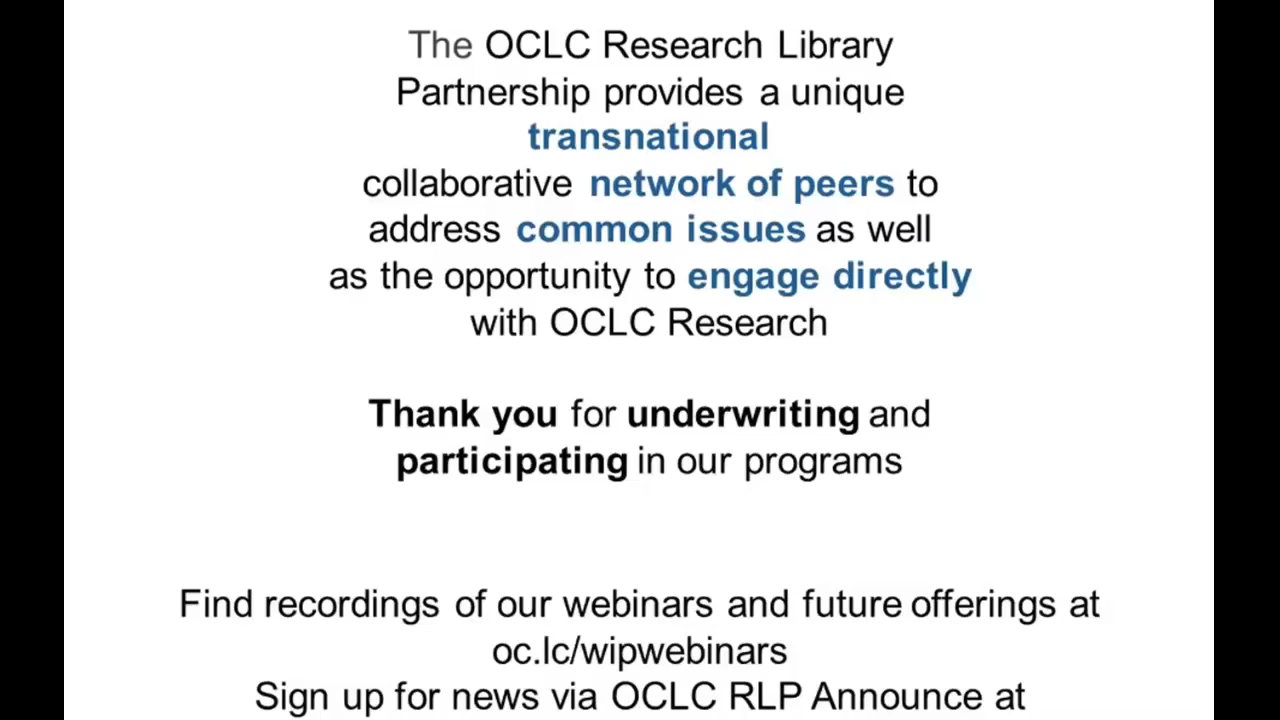 The OCLC Research Library
Partnership provides a unique
transnational
collaborative network of peers to
address common issues as well
as the opportunity to engage directly
with OCLC Research
Thank you for underwriting and
participating in our programs
Find recordings of our webinars and future offerings at
oc.lc/wipwebinars
Sign up for news via OCLC RLP Announce at